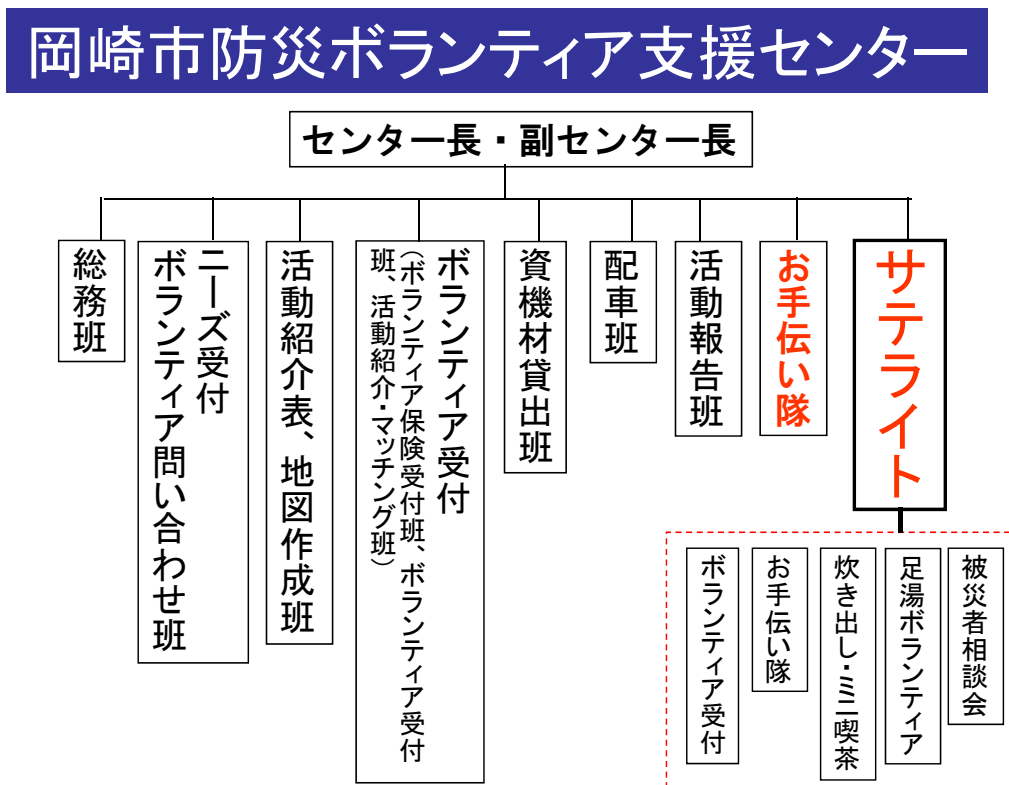 岡崎市防災ボランティア支援センター
センター長・副センター長
総務班
ニーズ受付
ボランティア問い合わせ班
活動紹介表、地図作成班
ボランティア受付
（ボランティア保険受付班、ボランティア受付
班、活動紹介・マッチング班）
資機材貸出班
配車班
活動報告班
お手伝い隊
サテライト
ボランティア受付
お手伝い隊
炊き出し・ミニ喫茶
足湯ボランティア
被災者相談会